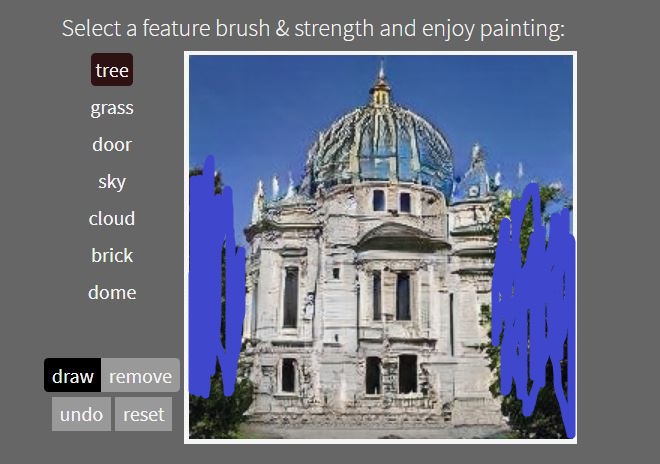 Select a feature brush & strength and enjoy painting:
tree
grass
door
sky
cloud
brick
dome
draw remove
undo reset